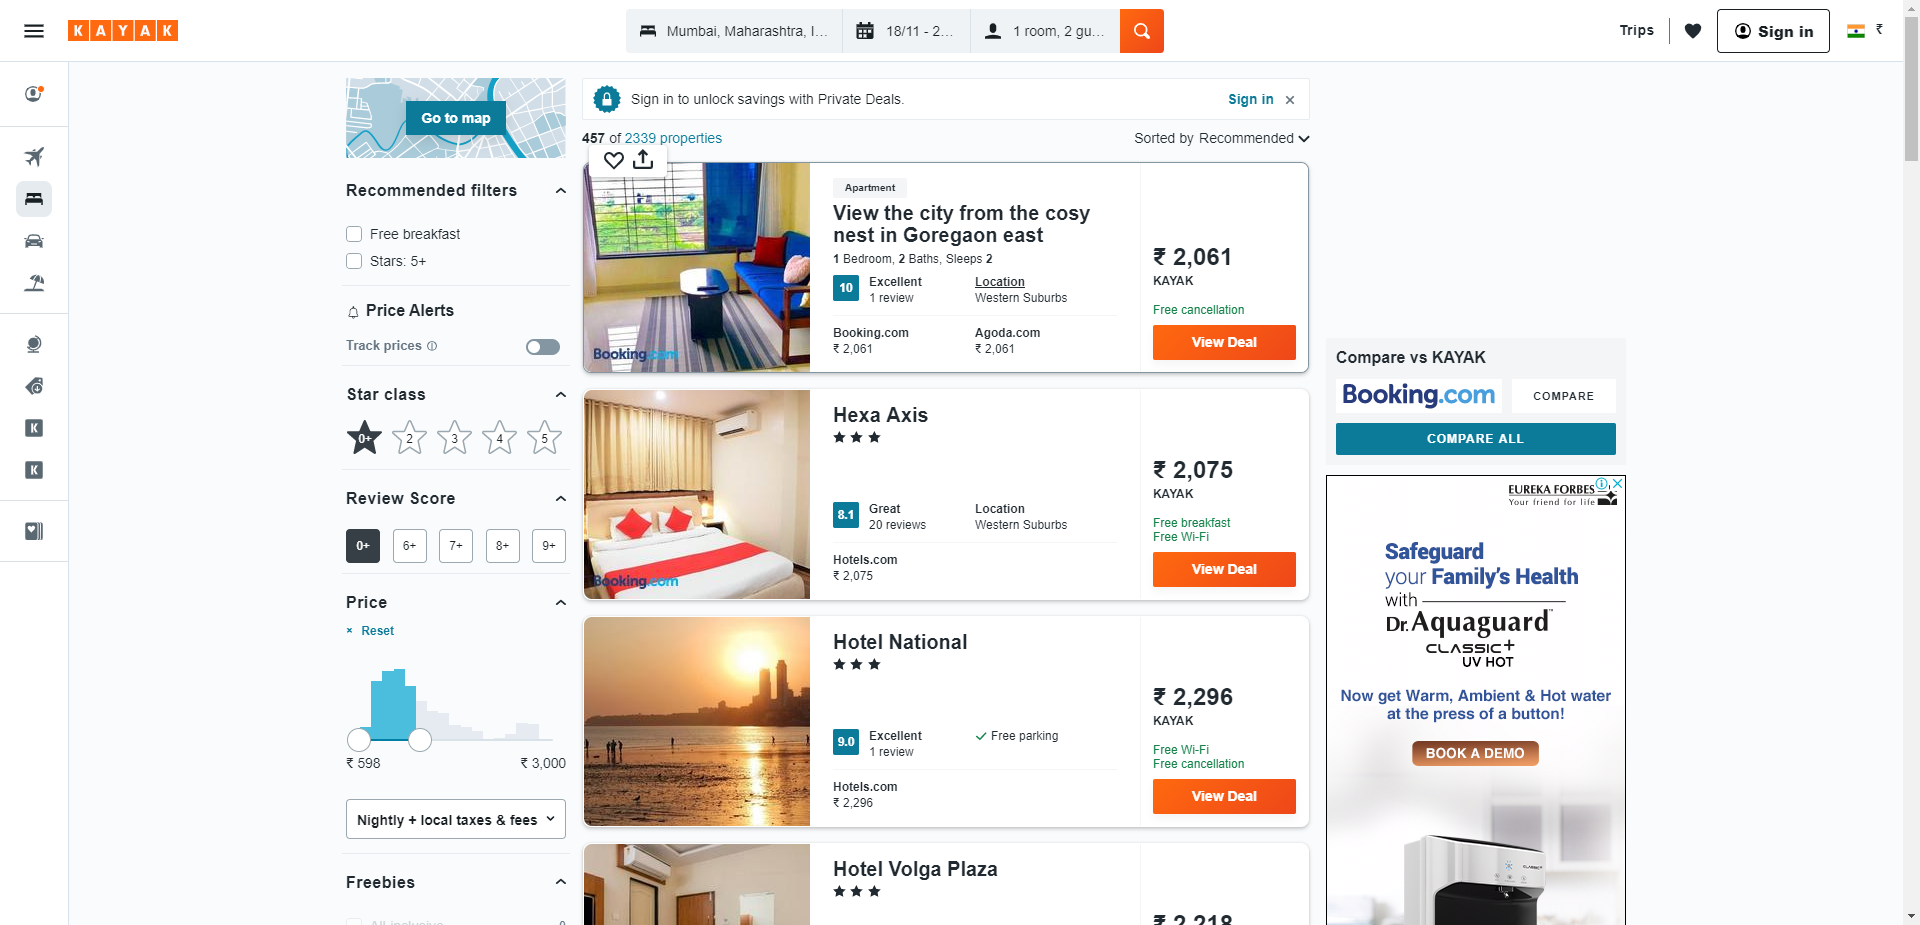 KAYAK
Mumbai, Maharashtra, I...
18/11 - 2...
1 room, 2 gu...
Trips
Sign in
₹
Go to map
Recommended filters
Free breakfast
Stars: 5+
Price Alerts
Track prices
Star class
0+ 2 3 4 5
Review Score
0+ 6+ 7+ 8+ 9+
Price
× Reset
₹ 598
₹ 3,000
Nightly + local taxes & fees
Freebies
All-inclusive
0
K
K
Sign in to unlock savings with Private Deals.
Sign in
457 of 2339 properties
Sorted by Recommended
Booking.com
Apartment
View the city from the cosy
nest in Goregaon east
1 Bedroom, 2 Baths, Sleeps 2
10
Excellent
1 review
Location
Western Suburbs
Booking.com
₹ 2,061
Agoda.com
₹ 2,061
₹ 2,061
KAYAK
Free cancellation
View Deal
Booking.com
Hexa Axis
8.1
Great
20 reviews
Location
Western Suburbs
Hotels.com
₹ 2,075
₹ 2,075
KAYAK
Free breakfast
Free Wi-Fi
View Deal
Hotel National
9.0
Excellent
1 review
Free parking
Hotels.com
₹ 2,296
₹ 2,296
KAYAK
Free Wi-Fi
Free cancellation
View Deal
Hotel Volga Plaza
₹ 2,218
Compare vs KAYAK
Booking.com
COMPARE
COMPARE ALL
EUREKA FORBES
Your friend for life
Safeguard
your Family's Health
with
Dr. Aquaguard™
CLASSIC+
UV HOT
Now get Warm, Ambient & Hot water
at the press of a button!
BOOK A DEMO
CLASSIC+